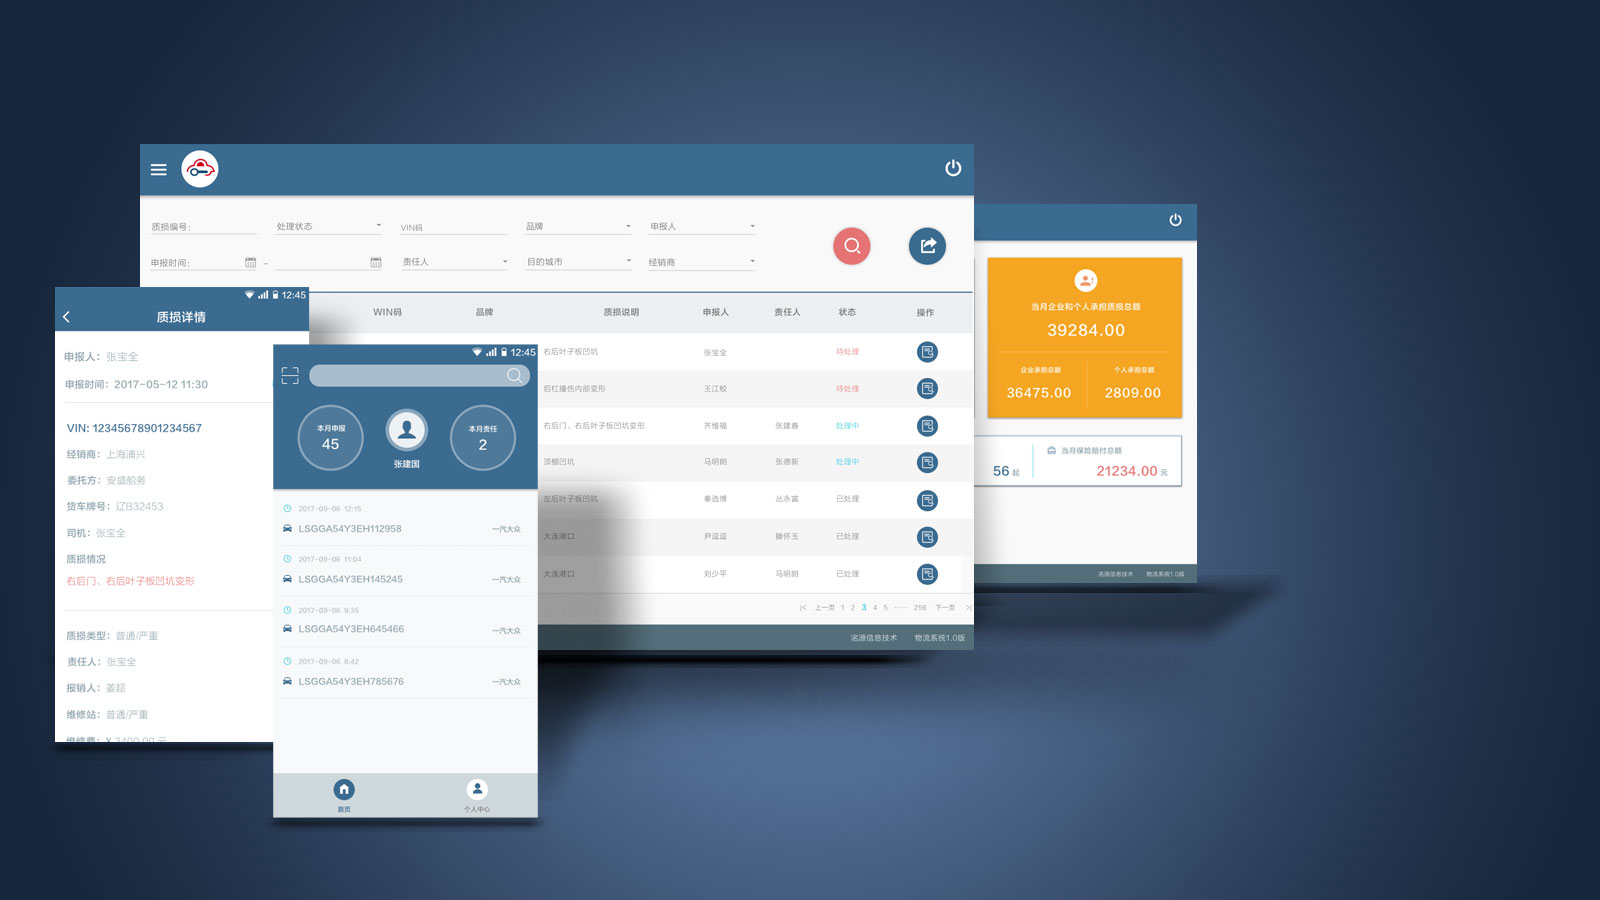 质损编号:
处理状态
VIN码
品牌
申报人
申报时间:
–
责任人
目的城市
经销商
WIN码
品牌
质损说明
申报人
责任人
状态
操作
右后叶子板凹坑
张宝全
待处理
后杠撞伤内部变形
王江蛟
待处理
右后门、右后叶子板凹坑变形
齐维福
张建春
处理中
顶棚凹坑
马明朗
张德新
处理中
左后叶子板凹坑
秦选博
丛永富
已处理
大连港口
尹逗逗
滕怀玉
已处理
大连港口
刘少平
马明朗
已处理
|< 上一页 1 2 3 4 5 ······ 256 下一页 >|
洺源信息技术 物流系统1.0版
12:45
质损详情
申报人: 张宝全
申报时间: 2017-05-12 11:30
VIN: 12345678901234567
经销商: 上海浦兴
委托方: 安盛船务
货车牌号: 辽B32453
司机: 张宝全
质损情况
右后门、右后叶子板凹坑变形
质损类型: 普通/严重
责任人: 张宝全
报销人: 姜超
维修站: 普通/严重
维修费: ¥ 3400.00 元
12:45
本月申报
45
张建国
本月责任
2
2017-09-06 12:15
LSGGA54Y3EH112958
一汽大众
2017-09-06 11:04
LSGGA54Y3EH145245
一汽大众
2017-09-06 9:35
LSGGA54Y3EH645466
一汽大众
2017-09-06 8:42
LSGGA54Y3EH785676
一汽大众
首页
个人中心
当月企业和个人承担质损总额
39284.00
企业承担总额
36475.00
个人承担总额
2809.00
56 起
当月保险赔付总额
21234.00 元
洺源信息技术 物流系统1.0版